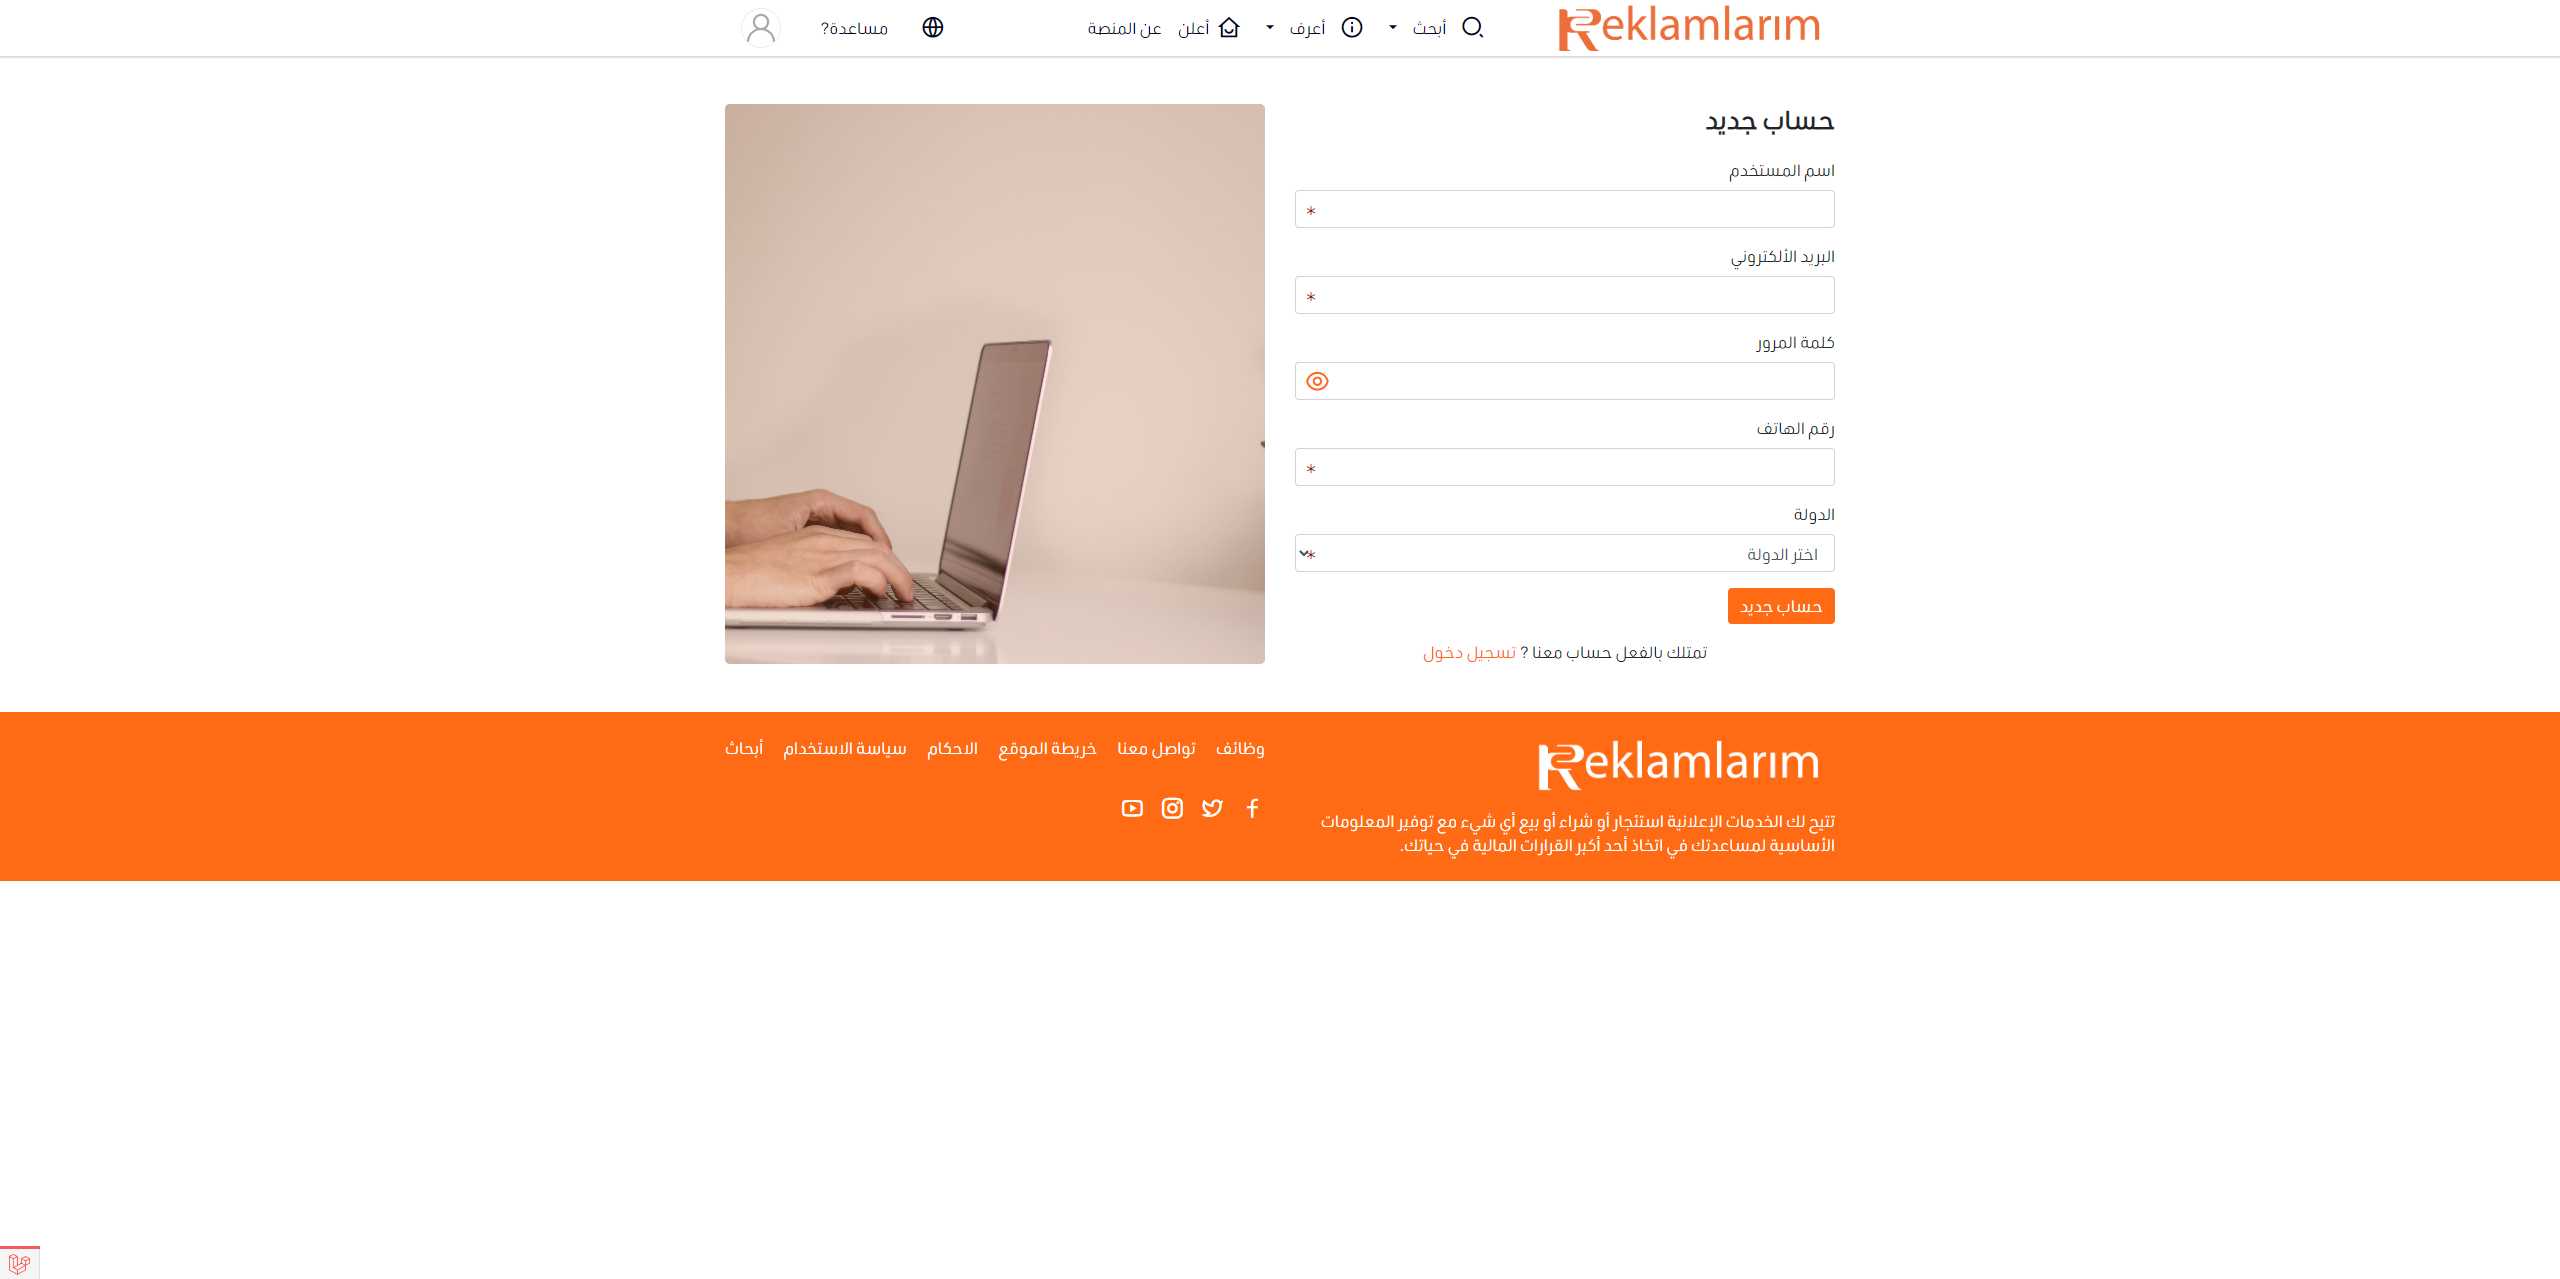 Reklamlarım
أبحث
أعرف
أعلن
عن المنصة
مساعدة؟
حساب جديد
اسم المستخدم
*
البريد الألكتروني
*
كلمة المرور
رقم الهاتف
*
الدولة
اختر الدولة
*
حساب جديد
تمتلك بالفعل حساب معنا ? تسجيل دخول
Reklamlarım
تتيح لك الخدمات الإعلانية استئجار أو شراء أو بيع أي شيء مع توفير المعلومات
الأساسية لمساعدتك في اتخاذ أحد أكبر القرارات المالية في حياتك.
وظائف
تواصل معنا
خريطة الموقع
الاحكام
سياسة الاستخدام
أبحاث